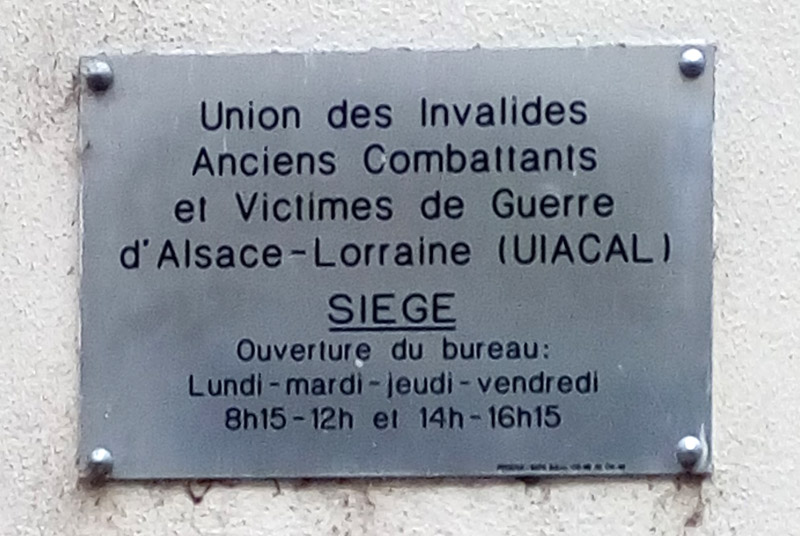 Union des Invalides
Anciens Combattants
et Victimes de Guerre
d'Alsace-Lorraine (UIACAL)
SIEGE
Ouverture du bureau:
Lundi-mardi-jeudi-vendredi
8h15-12h et 14h-16h15